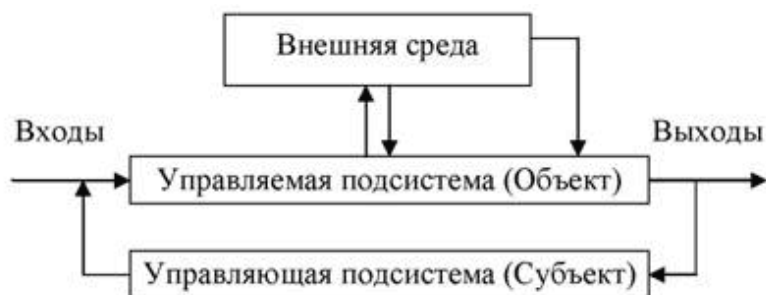 Внешняя среда
Входы
Выходы
Управляемая подсистема (Объект)
Управляющая подсистема (Субъект)